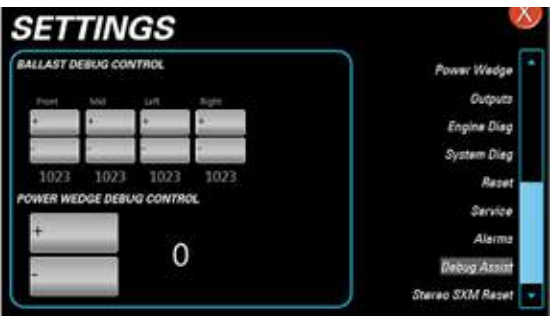 SETTINGS
X
BALLAST DEBUG CONTROL
Front Mid Left Right
+ + + +
- - - -
1023 1023 1023 1023
POWER WEDGE DEBUG CONTROL
+
-
0
Power Wedge
Outputs
Engine Diag
System Diag
Reset
Service
Alarms
Debug Assist
Stereo SXM Reset